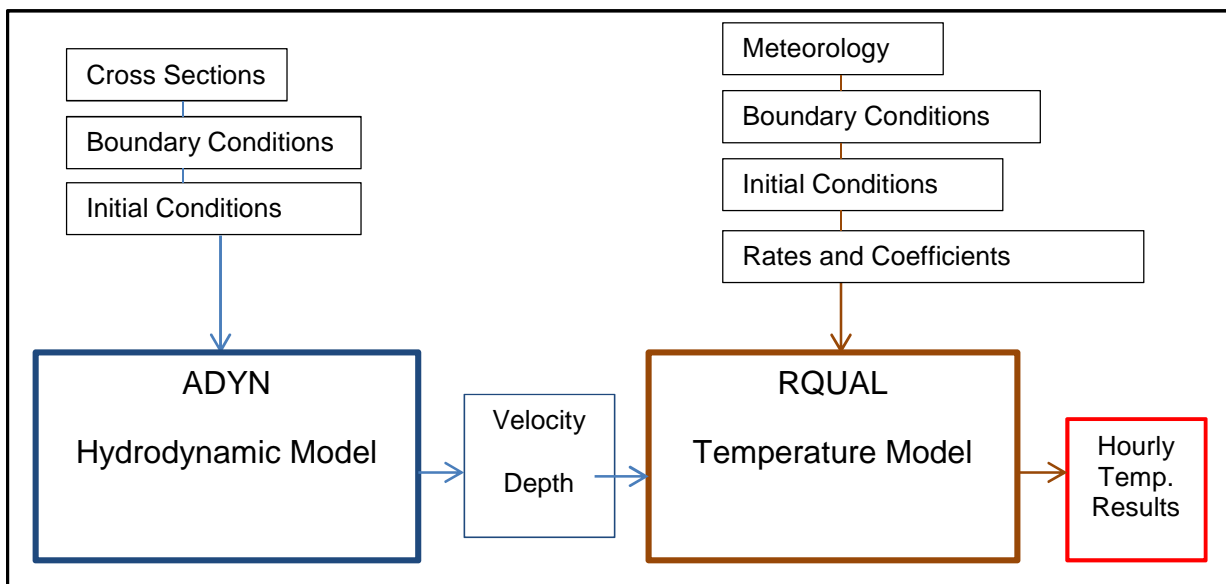 Cross Sections
Boundary Conditions
Initial Conditions
Meteorology
Boundary Conditions
Initial Conditions
Rates and Coefficients
ADYN
Hydrodynamic Model
Velocity
Depth
RQUAL
Temperature Model
Hourly
Temp.
Results